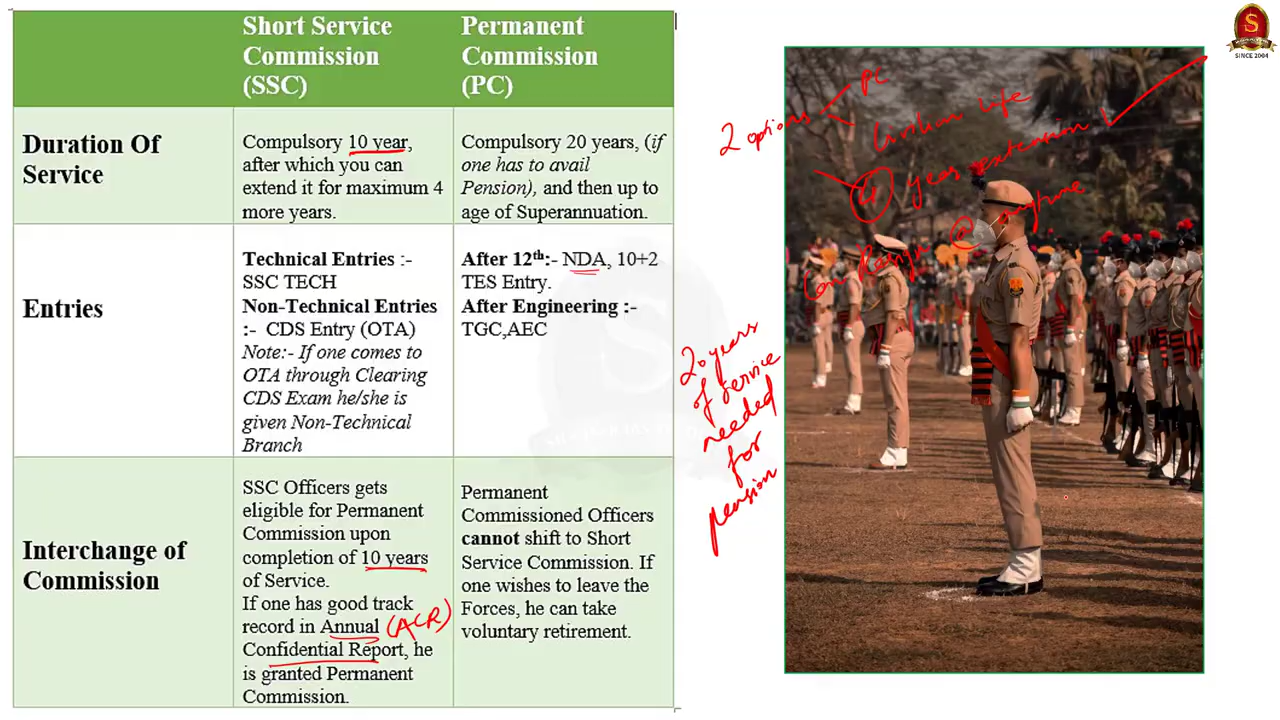 Short Service
Commission
(SSC)
Permanent
Commission
(PC)
Duration Of
Service
Compulsory 10 year,
after which you can
extend it for maximum 4
more years.
Compulsory 20 years, (if
one has to avail
Pension), and then up to
age of Superannuation.
Entries
Technical Entries :-
SSC TECH
Non-Technical Entries
:- CDS Entry (OTA)
Note:- If one comes to
OTA through Clearing
CDS Exam he/she is
given Non-Technical
Branch
After 12th:- NDA, 10+2
TES Entry.
After Engineering :-
TGC,AEC
Interchange of
Commission
SSC Officers gets
eligible for Permanent
Commission upon
completion of 10 years
of Service.
If one has good track
record in Annual (ACR)
Confidential Report, he
is granted Permanent
Commission.
Permanent
Commissioned Officers
cannot shift to Short
Service Commission. If
one wishes to leave the
Forces, he can take
voluntary retirement.
2 options
PC
Civilian life
4 year extension
Can Resign @ anytime
20 years
of service
needed
for
pension
S
SINCE 2004